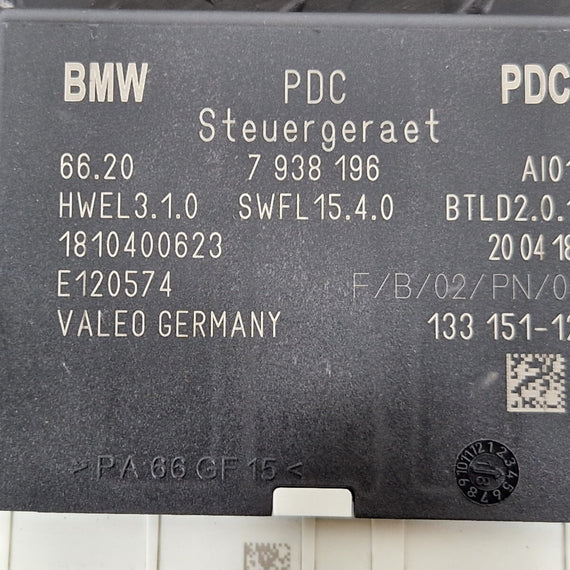 BMW PDC PDC
Steuergeraet
66.20 7 938 196 AI01
HWEL3.1.0 SWFL15.4.0 BTLD2.0.1
1810400623 20 04 18
E120574 F/B/02/PN/0
VALEO GERMANY 133 151-12
>PA 66 GF 15<